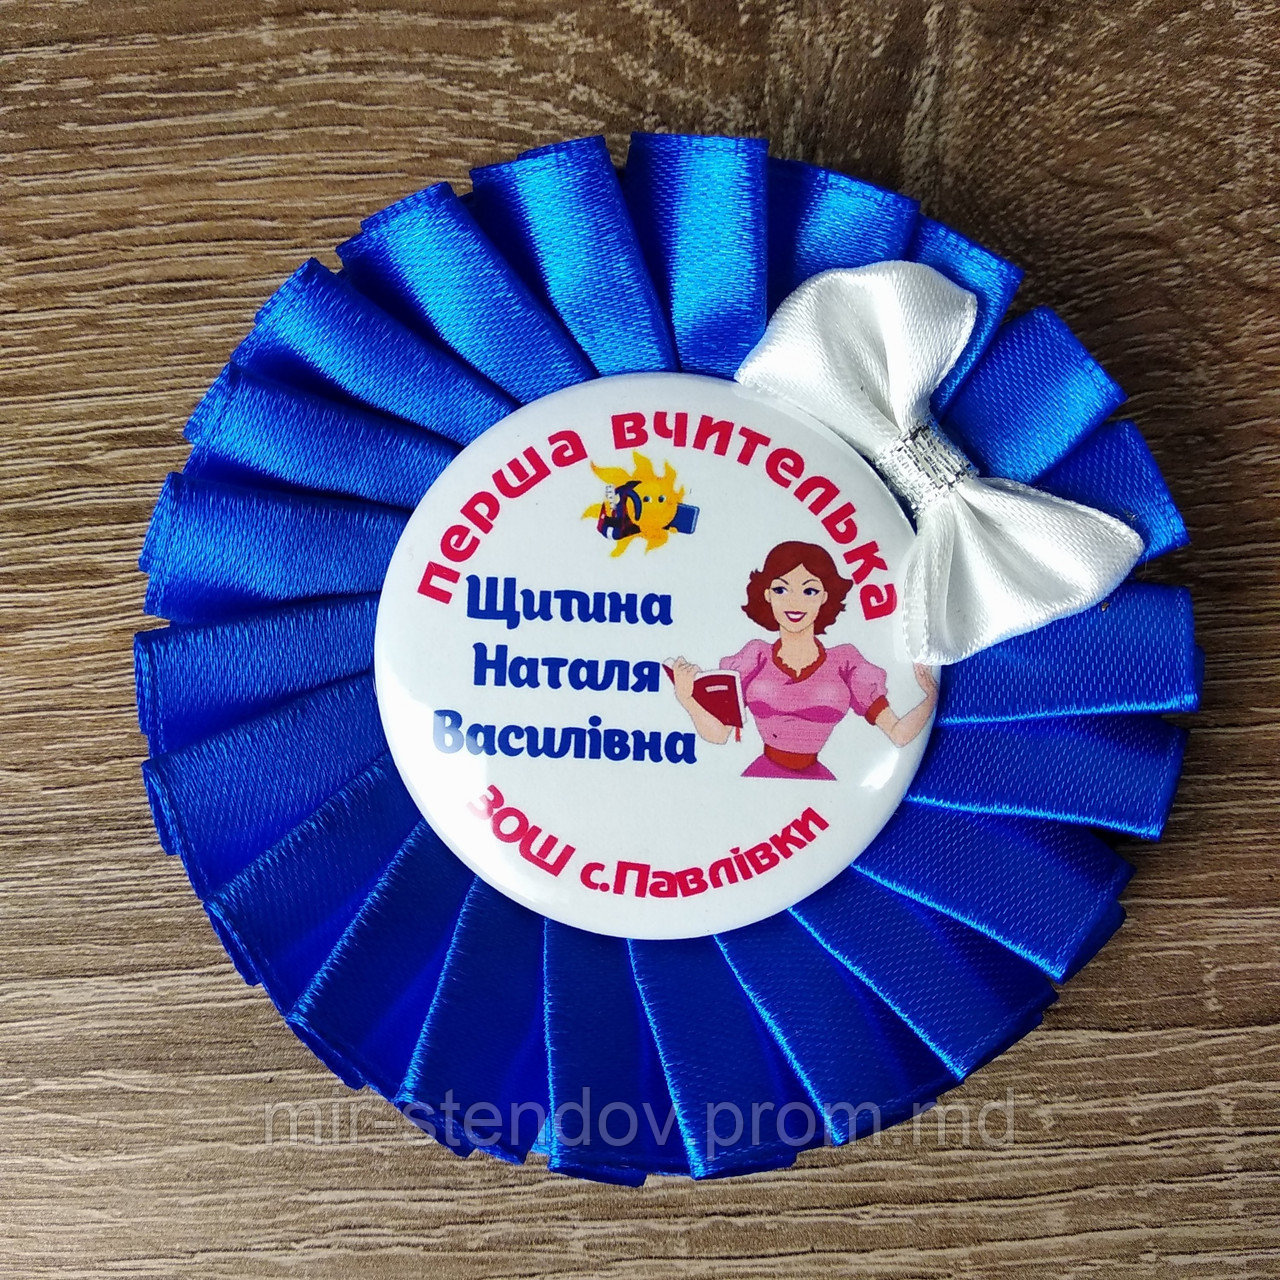 перша вчителька
Щитина
Наталя
Василівна
ЗОШ с.Павлівки
mir-stendov.prom.md